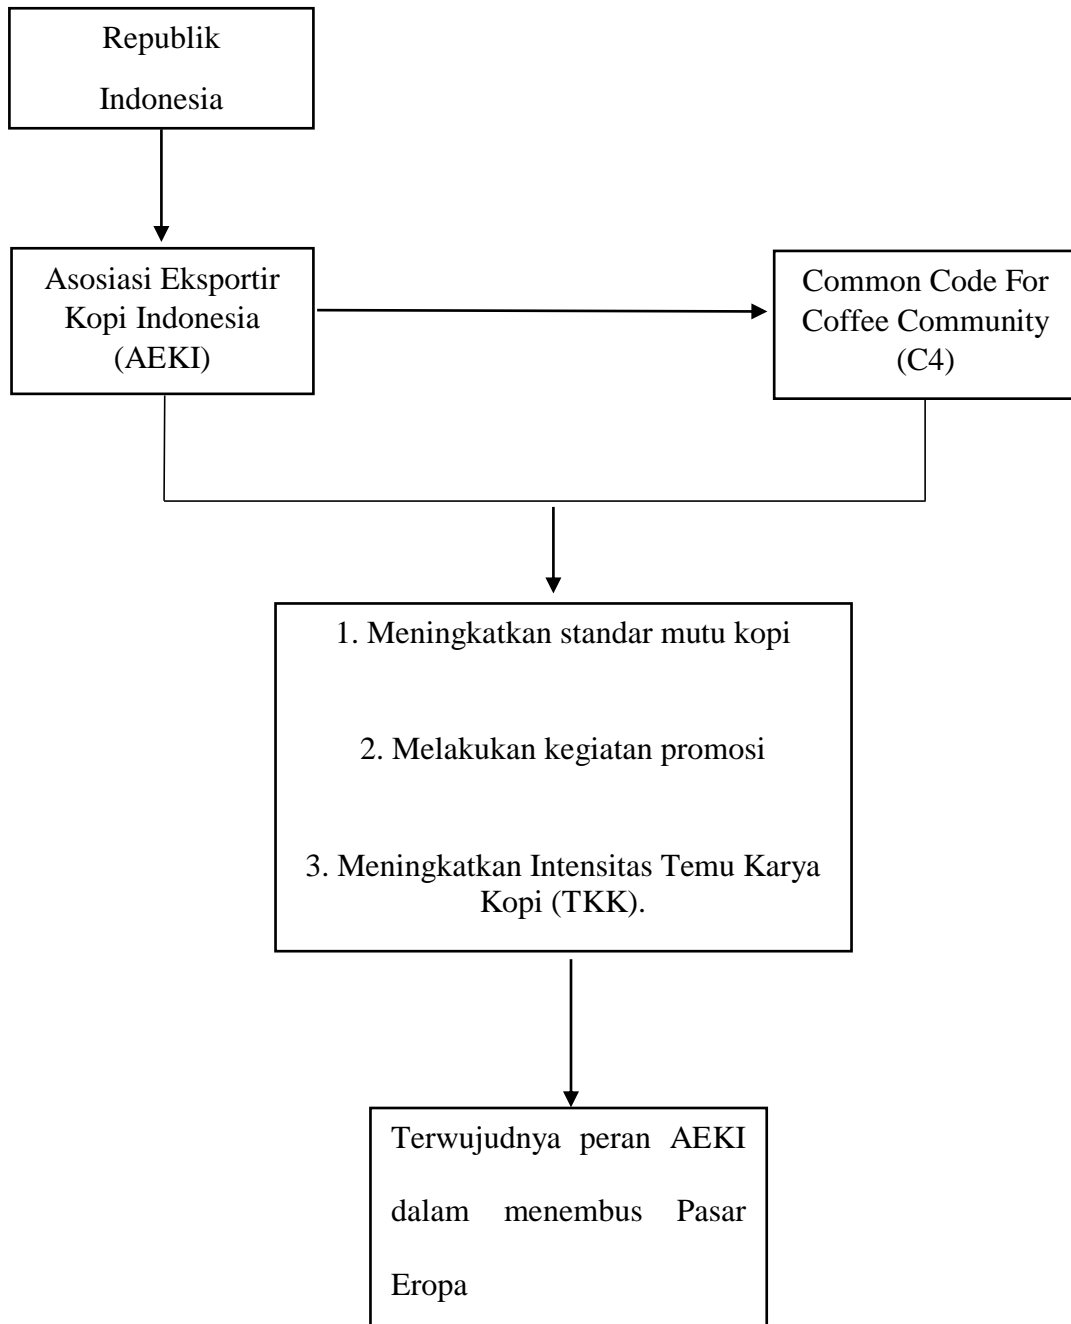 Republik
Indonesia
Asosiasi Eksportir
Kopi Indonesia
(AEKI)
Common Code For
Coffee Community
(C4)
1. Meningkatkan standar mutu kopi
2. Melakukan kegiatan promosi
3. Meningkatkan Intensitas Temu Karya
Kopi (TKK).
Terwujudnya peran AEKI
dalam menembus Pasar
Eropa